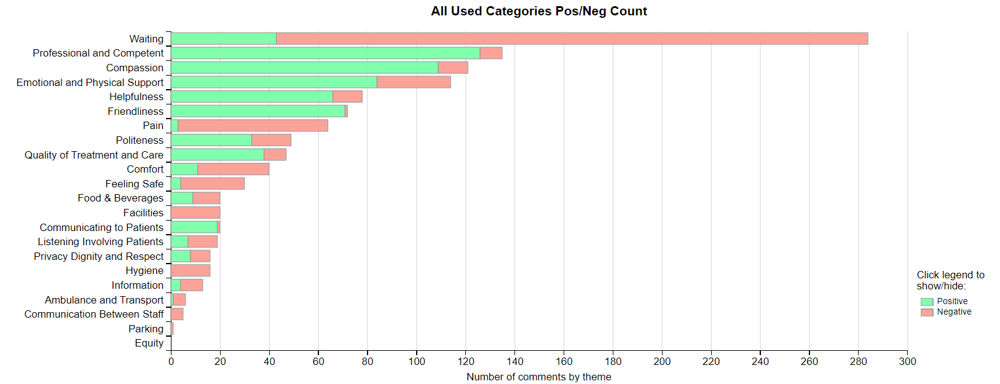 All Used Categories Pos/Neg Count
Waiting
Professional and Competent
Compassion
Emotional and Physical Support
Helpfulness
Friendliness
Pain
Politeness
Quality of Treatment and Care
Comfort
Feeling Safe
Food & Beverages
Facilities
Communicating to Patients
Listening Involving Patients
Privacy Dignity and Respect
Hygiene
Information
Ambulance and Transport
Communication Between Staff
Parking
Equity
0 20 40 60 80 100 120 140 160 180 200 220 240 260 280 300
Number of comments by theme
Click legend to
show/hide:
Positive
Negative